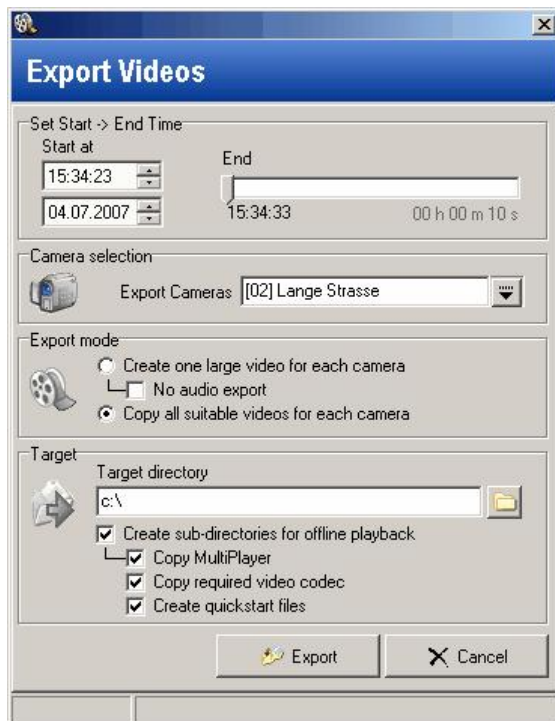 Export Videos
Set Start -> End Time
Start at
15:34:23
04.07.2007
End
15:34:33
00 h 00 m 10 s
Camera selection
Export Cameras
[02] Lange Strasse
Export mode
Create one large video for each camera
No audio export
Copy all suitable videos for each camera
Target
Target directory
c:\
Create sub-directories for offline playback
Copy MultiPlayer
Copy required video codec
Create quickstart files
Export
Cancel